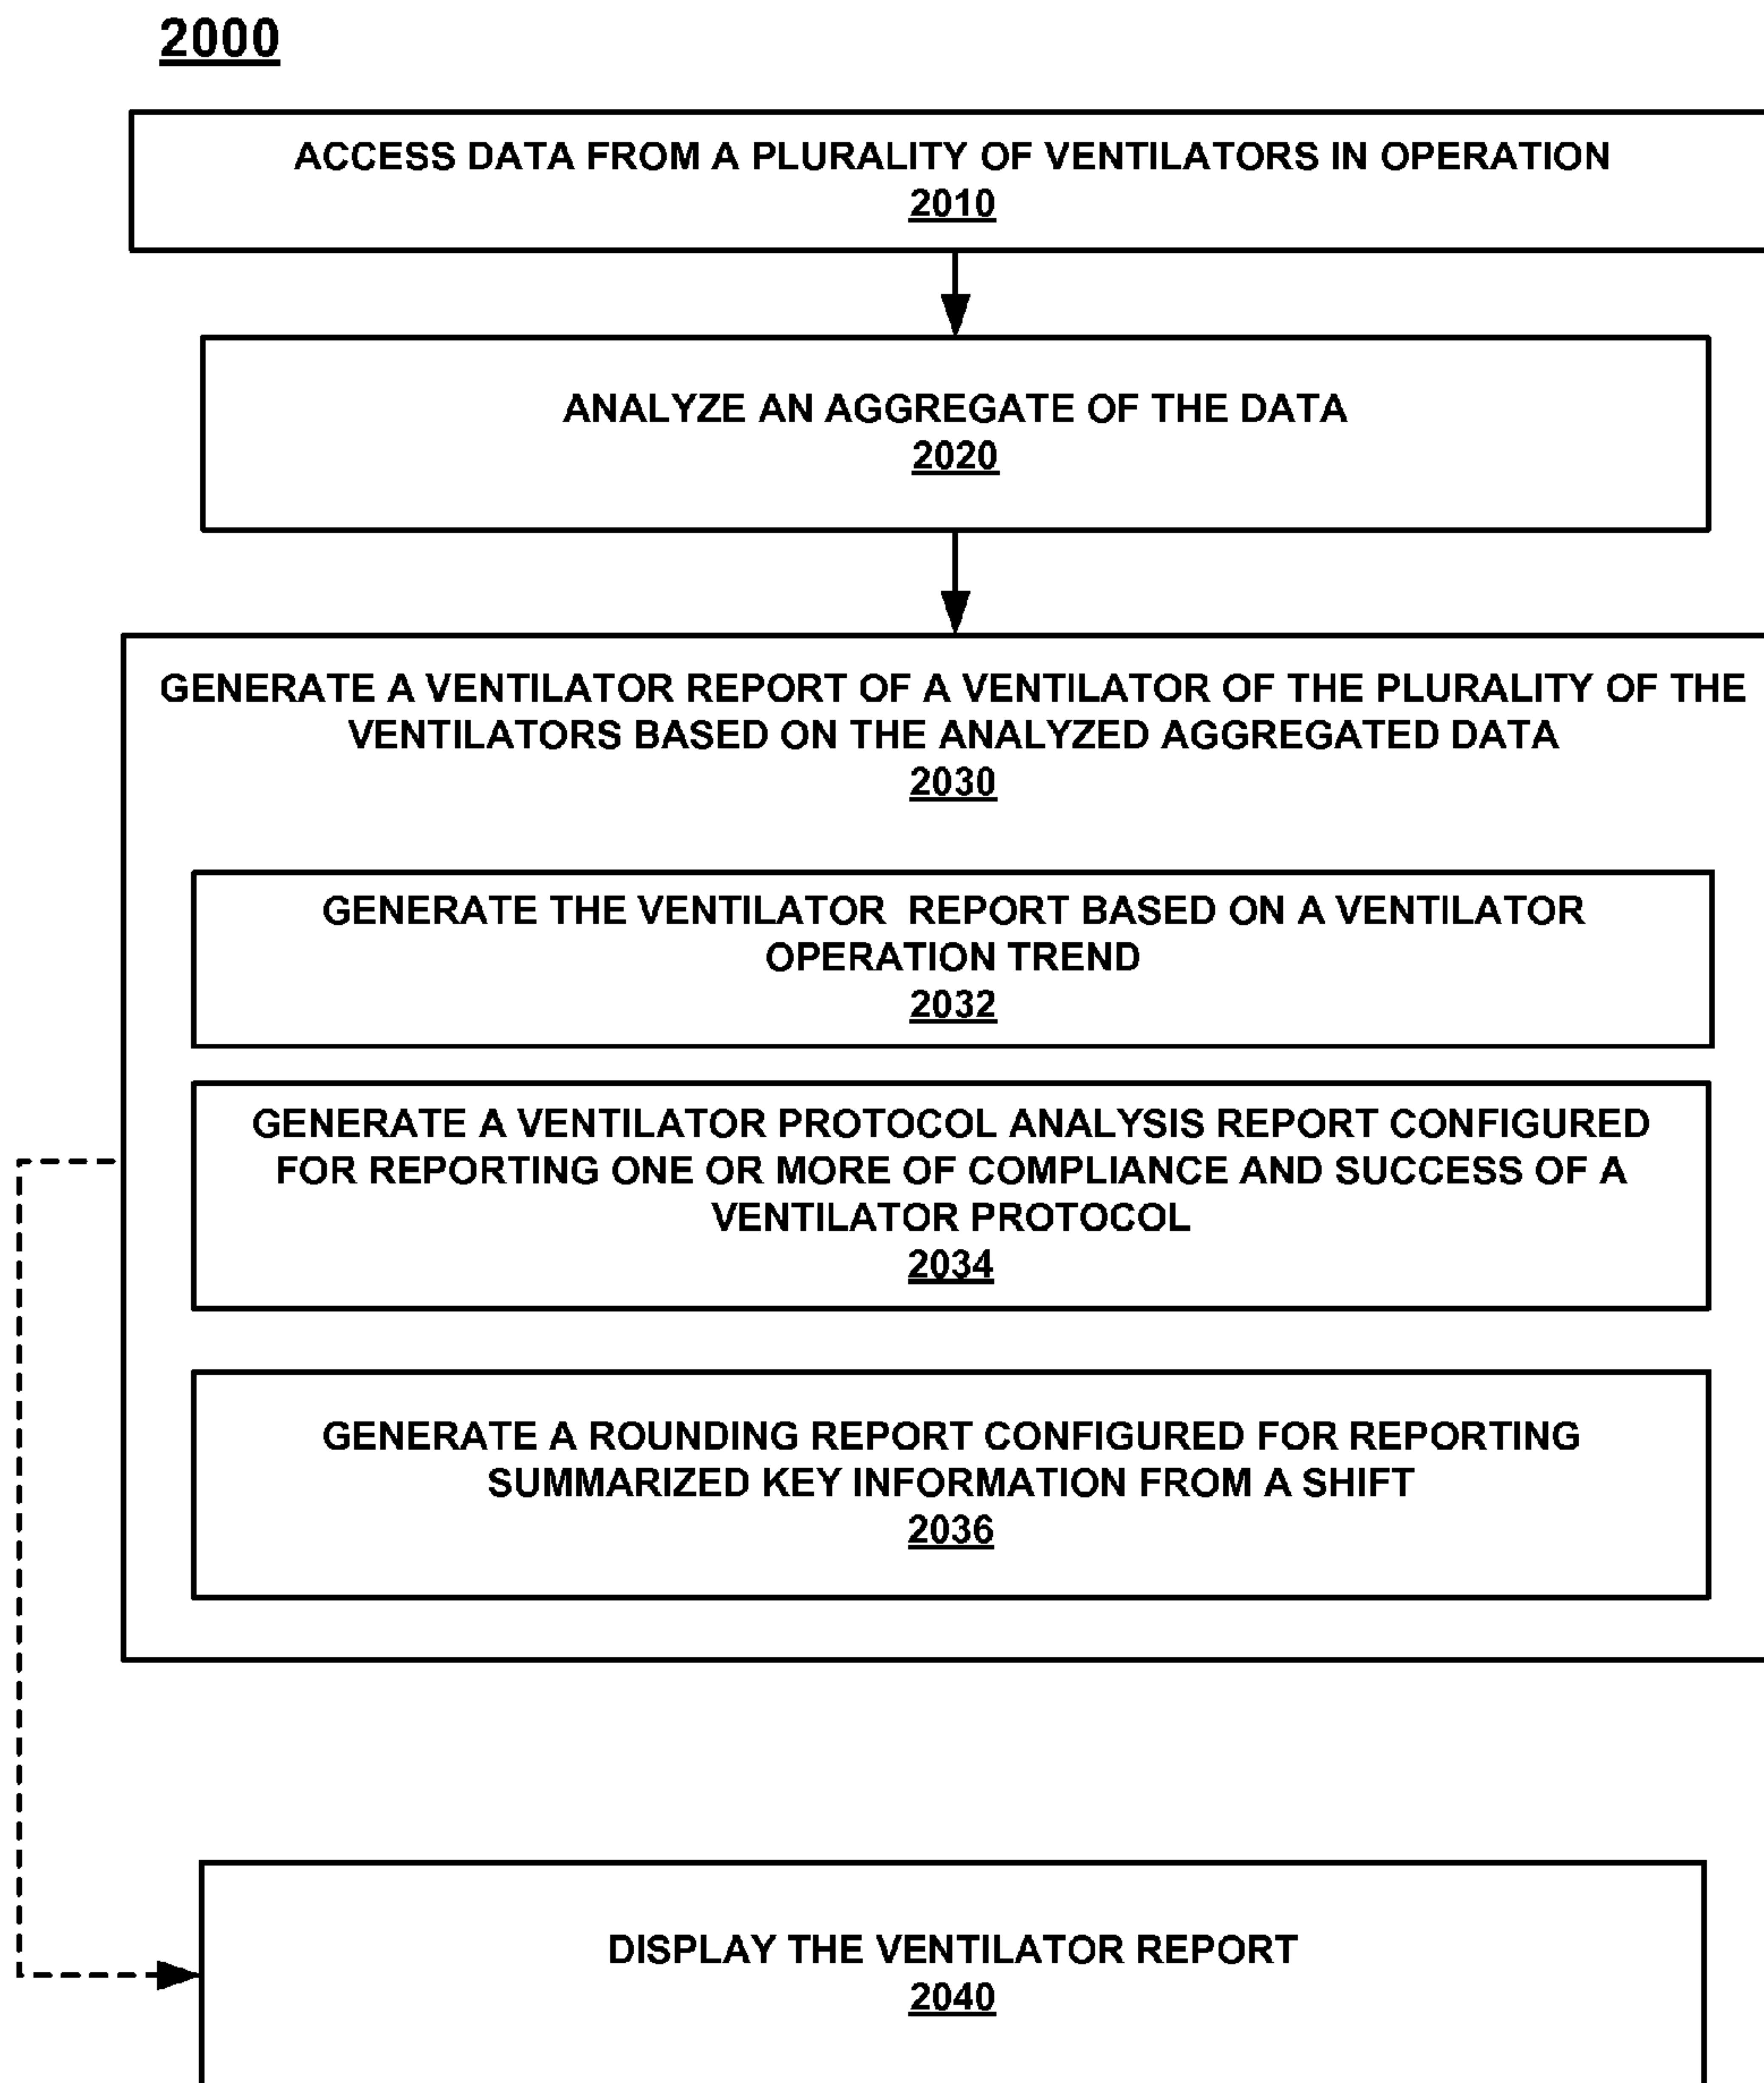 2000
ACCESS DATA FROM A PLURALITY OF VENTILATORS IN OPERATION
2010
ANALYZE AN AGGREGATE OF THE DATA
2020
GENERATE A VENTILATOR REPORT OF A VENTILATOR OF THE PLURALITY OF THE
VENTILATORS BASED ON THE ANALYZED AGGREGATED DATA
2030
GENERATE THE VENTILATOR REPORT BASED ON A VENTILATOR
OPERATION TREND
2032
GENERATE A VENTILATOR PROTOCOL ANALYSIS REPORT CONFIGURED
FOR REPORTING ONE OR MORE OF COMPLIANCE AND SUCCESS OF A
VENTILATOR PROTOCOL
2034
GENERATE A ROUNDING REPORT CONFIGURED FOR REPORTING
SUMMARIZED KEY INFORMATION FROM A SHIFT
2036
DISPLAY THE VENTILATOR REPORT
2040